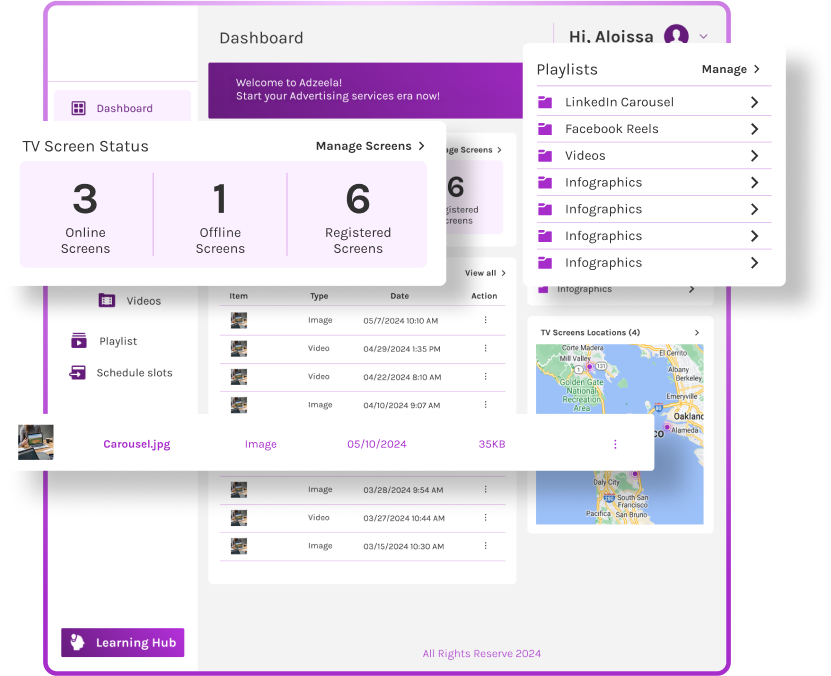 Dashboard
Hi, Aloissa
Welcome to Adzeela!
Start your Advertising services era now!
Dashboard
Playlists
Manage
LinkedIn Carousel
Facebook Reels
Videos
Infographics
Infographics
Infographics
Infographics
Infographics
TV Screen Status
Manage Screens
3
Online
Screens
1
Offline
Screens
6
Registered
Screens
age Screens
6
gistered
creens
Videos
Playlist
Schedule slots
View all
Item Type Date Action
Image 05/7/2024 10:10 AM
Video 04/29/2024 1:35 PM
Video 04/22/2024 8:10 AM
Image 04/10/2024 9:07 AM
Carousel.jpg Image 05/10/2024 35KB
Image 03/28/2024 9:54 AM
Video 03/27/2024 10:44 AM
Image 03/15/2024 10:30 AM
TV Screens Locations (4)
Corte Madera
El Cerrito
Mill Valley
1
131
Albany
Berkeley
Golden Gate
National
Recreation
Area
Emeryville
Oakland
Alameda
co
Daly City
South San
Francisco
Pacifica
San Bruno
Learning Hub
All Rights Reserve 2024